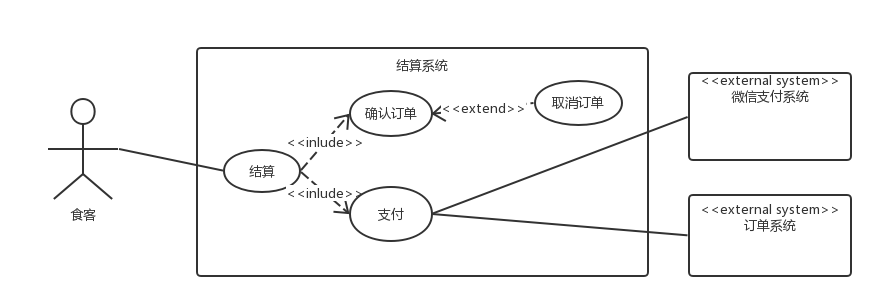 结算系统
<<external system>>
微信支付系统
确认订单
<<extend>>
取消订单
<<inlude>>
结算
<<inlude>>
支付
食客
<<external system>>
订单系统